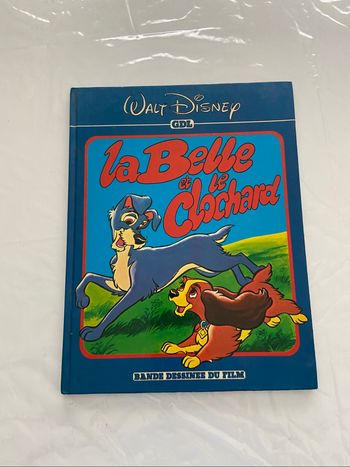 WALT DISNEY
GDL
la Belle
et le
Clochard
BANDE DESSINEE DU FILM